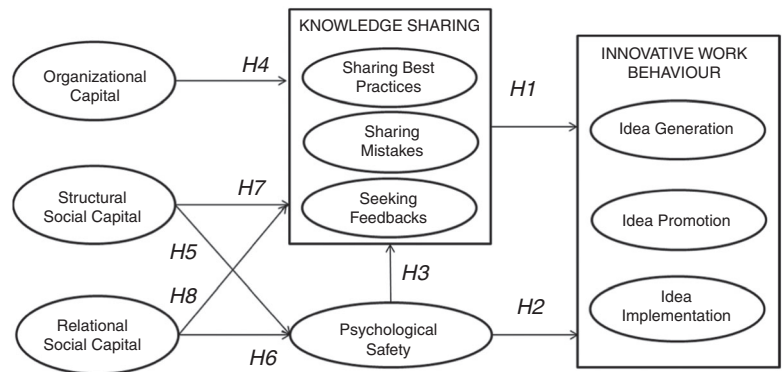 KNOWLEDGE SHARING
Organizational
Capital
H4
Sharing Best
Practices
Sharing
Mistakes
Seeking
Feedbacks
H1
INNOVATIVE WORK
BEHAVIOUR
Idea Generation
Idea Promotion
Idea
Implementation
Structural
Social Capital
H7
H5
H8
H3
Relational
Social Capital
H6
Psychological
Safety
H2